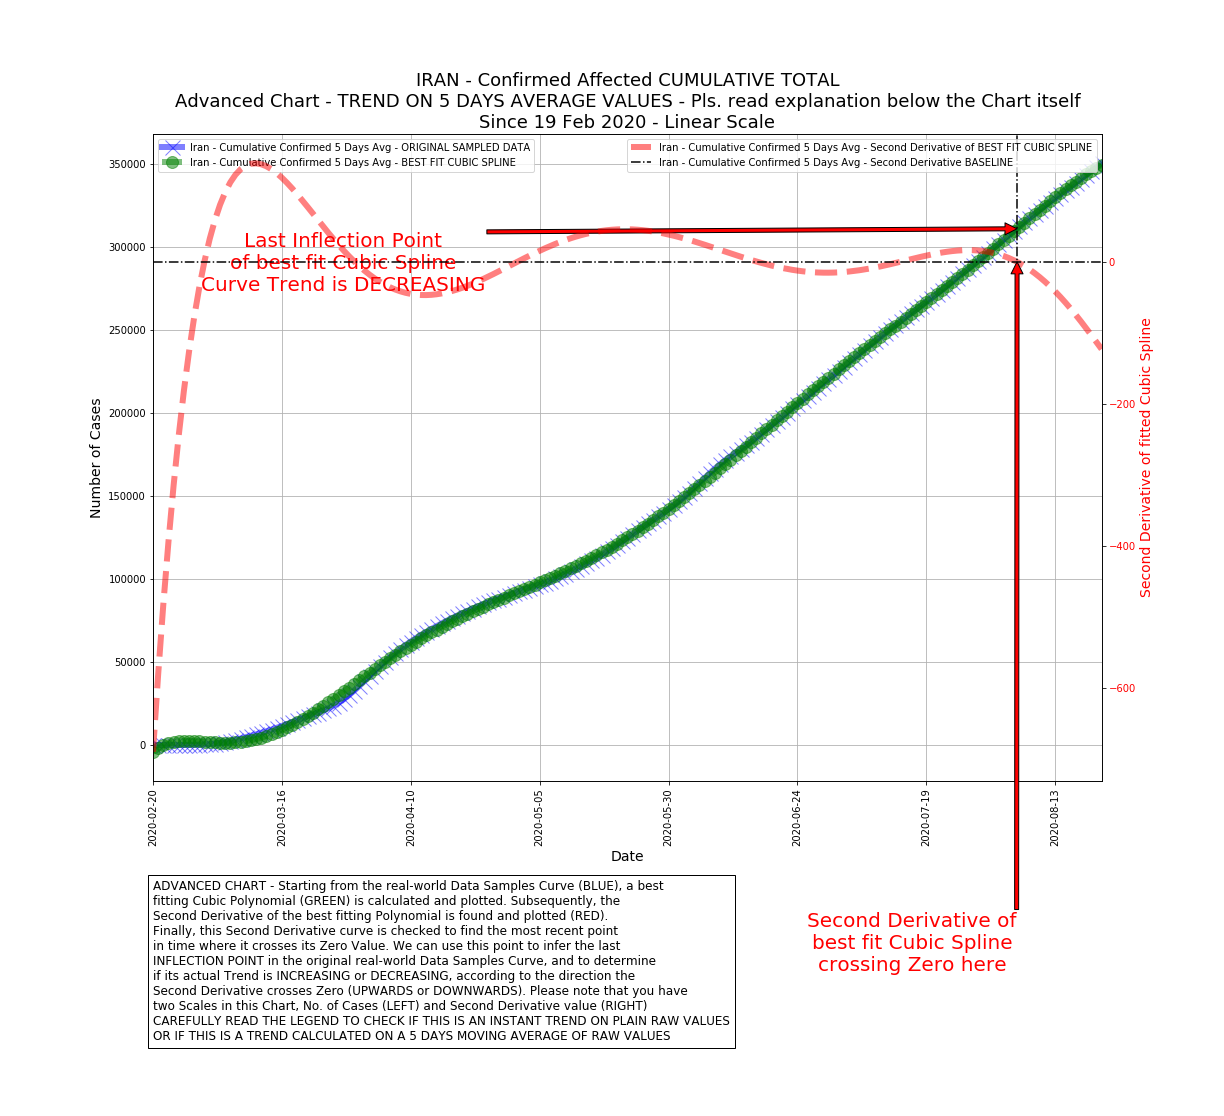 IRAN - Confirmed Affected CUMULATIVE TOTAL
Advanced Chart - TREND ON 5 DAYS AVERAGE VALUES - Pls. read explanation below the Chart itself
Since 19 Feb 2020 - Linear Scale
Iran - Cumulative Confirmed 5 Days Avg - ORIGINAL SAMPLED DATA
Iran - Cumulative Confirmed 5 Days Avg - BEST FIT CUBIC SPLINE
Iran - Cumulative Confirmed 5 Days Avg - Second Derivative of BEST FIT CUBIC SPLINE
Iran - Cumulative Confirmed 5 Days Avg - Second Derivative BASELINE
Last Inflection Point
of best fit Cubic Spline
Curve Trend is DECREASING
Number of Cases
350000
300000
250000
200000
150000
100000
50000
0
0
−200
−400
−600
Second Derivative of fitted Cubic Spline
2020-02-20
2020-03-16
2020-04-10
2020-05-05
2020-05-30
2020-06-24
2020-07-19
2020-08-13
Date
ADVANCED CHART - Starting from the real-world Data Samples Curve (BLUE), a best
fitting Cubic Polynomial (GREEN) is calculated and plotted. Subsequently, the
Second Derivative of the best fitting Polynomial is found and plotted (RED).
Finally, this Second Derivative curve is checked to find the most recent point
in time where it crosses its Zero Value. We can use this point to infer the last
INFLECTION POINT in the original real-world Data Samples Curve, and to determine
if its actual Trend is INCREASING or DECREASING, according to the direction the
Second Derivative crosses Zero (UPWARDS or DOWNWARDS). Please note that you have
two Scales in this Chart, No. of Cases (LEFT) and Second Derivative value (RIGHT)
CAREFULLY READ THE LEGEND TO CHECK IF THIS IS AN INSTANT TREND ON PLAIN RAW VALUES
OR IF THIS IS A TREND CALCULATED ON A 5 DAYS MOVING AVERAGE OF RAW VALUES
Second Derivative of
best fit Cubic Spline
crossing Zero here